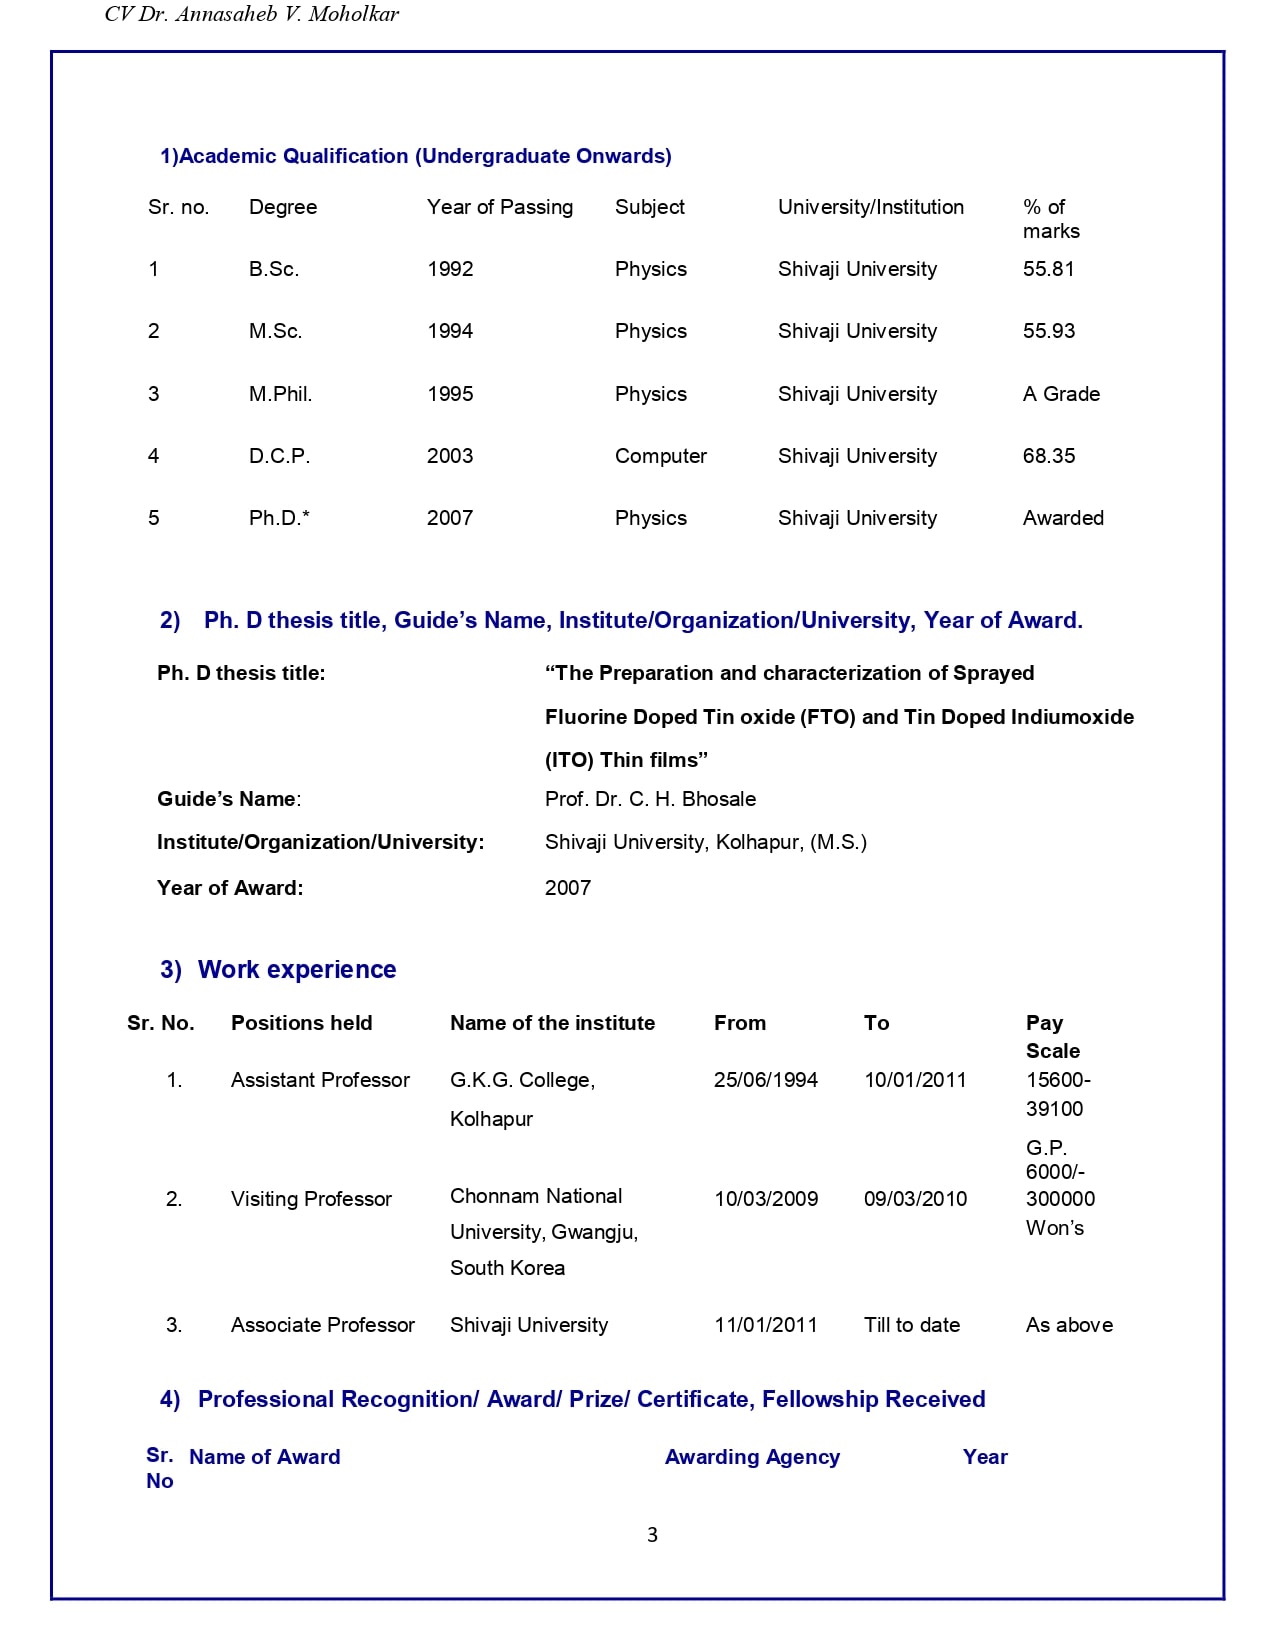 CV Dr. Annasaheb V. Moholkar
1)Academic Qualification (Undergraduate Onwards)
Sr. no. Degree Year of Passing Subject University/Institution % of
marks
1 B.Sc. 1992 Physics Shivaji University 55.81
2 M.Sc. 1994 Physics Shivaji University 55.93
3 M.Phil. 1995 Physics Shivaji University A Grade
4 D.C.P. 2003 Computer Shivaji University 68.35
5 Ph.D.* 2007 Physics Shivaji University Awarded
2) Ph. D thesis title, Guide’s Name, Institute/Organization/University, Year of Award.
Ph. D thesis title: “The Preparation and characterization of Sprayed
Fluorine Doped Tin oxide (FTO) and Tin Doped Indiumoxide
(ITO) Thin films”
Guide’s Name: Prof. Dr. C. H. Bhosale
Institute/Organization/University: Shivaji University, Kolhapur, (M.S.)
Year of Award: 2007
3) Work experience
Sr. No. Positions held Name of the institute From To Pay
Scale
1. Assistant Professor G.K.G. College, 25/06/1994 10/01/2011 15600-
39100
Kolhapur
G.P.
6000/-
2. Visiting Professor Chonnam National 10/03/2009 09/03/2010 300000
University, Gwangju, Won’s
South Korea
3. Associate Professor Shivaji University 11/01/2011 Till to date As above
4) Professional Recognition/ Award/ Prize/ Certificate, Fellowship Received
Sr. Name of Award Awarding Agency Year
No
3